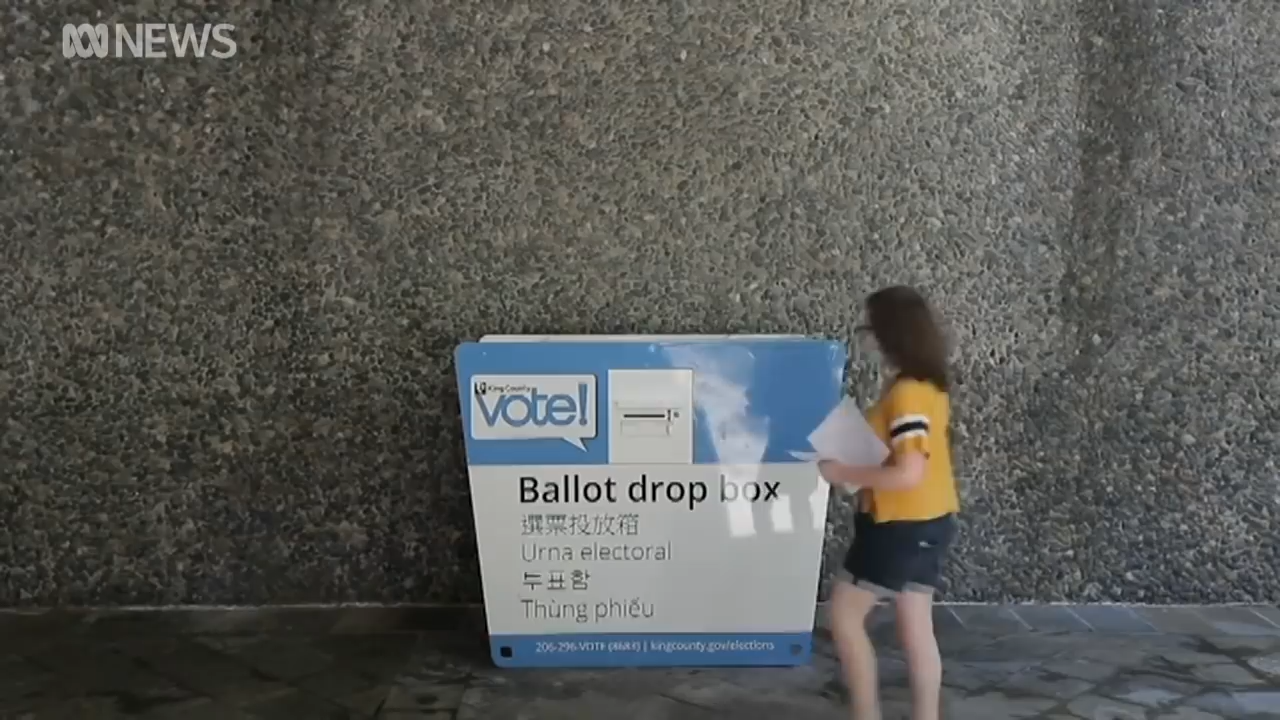 NEWS
King County
vote!
Ballot drop box
選票投放箱
Urna electoral
투표함
Thùng phiếu
206-296-VOTE (8683) | kingcounty.gov/elections